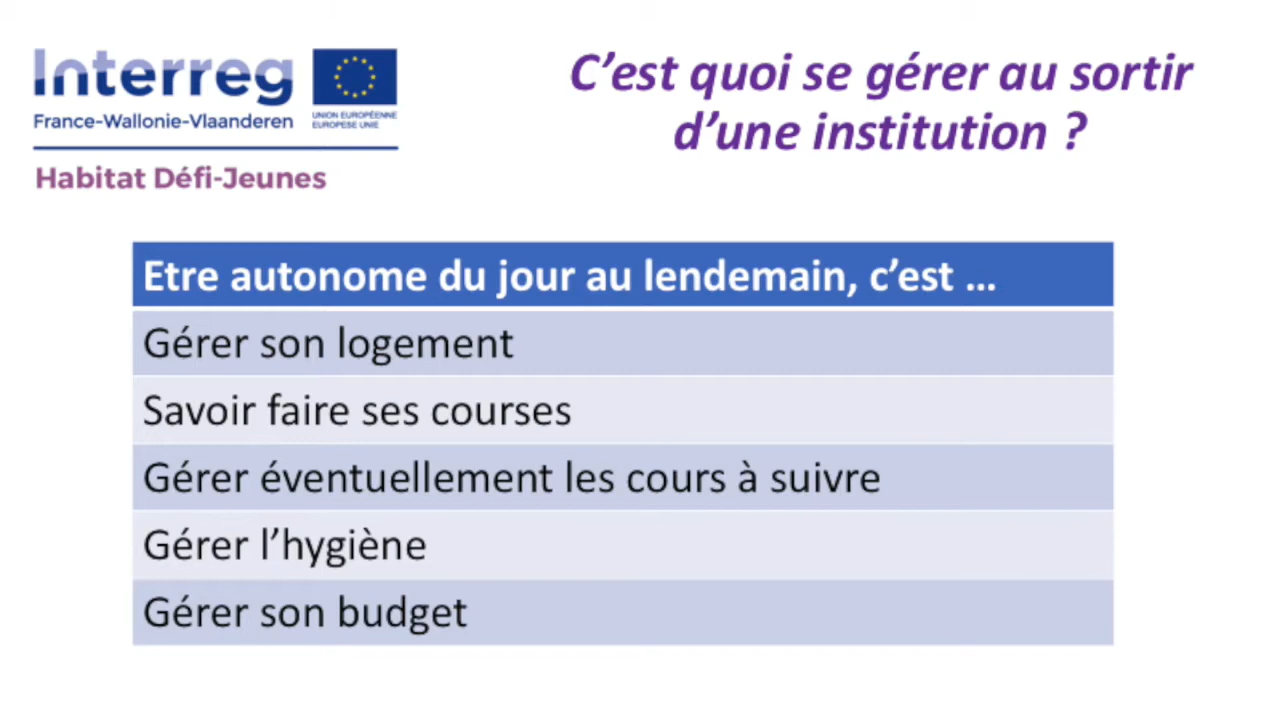 Interreg
France-Wallonie-Vlaanderen
UNION EUROPÉENNE
EUROPESE UNIE
Habitat Défi-Jeunes
C’est quoi se gérer au sortir
d’une institution ?
Etre autonome du jour au lendemain, c’est ...
Gérer son logement
Savoir faire ses courses
Gérer éventuellement les cours à suivre
Gérer l’hygiène
Gérer son budget